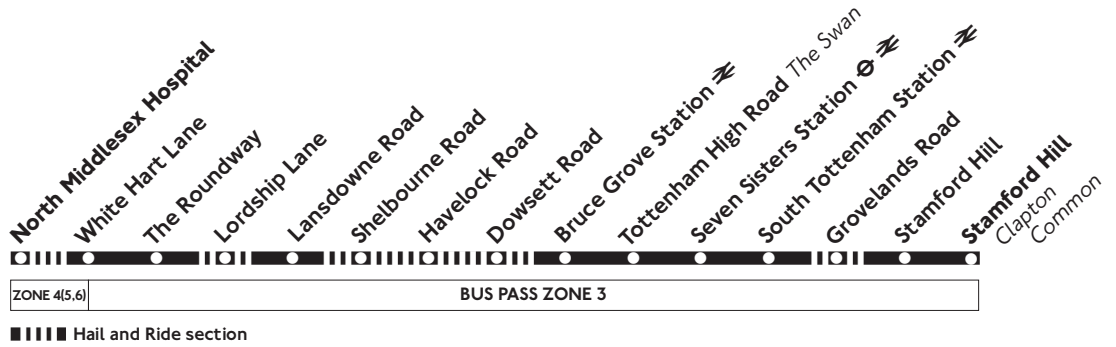 North Middlesex Hospital
White Hart Lane
The Roundway
Lordship Lane
Lansdowne Road
Shelbourne Road
Havelock Road
Dowsett Road
Bruce Grove Station
Tottenham High Road The Swan
Seven Sisters Station
South Tottenham Station
Grovelands Road
Stamford Hill
Stamford Hill
Clapton
Common
ZONE 4(5,6)
BUS PASS ZONE 3
Hail and Ride section